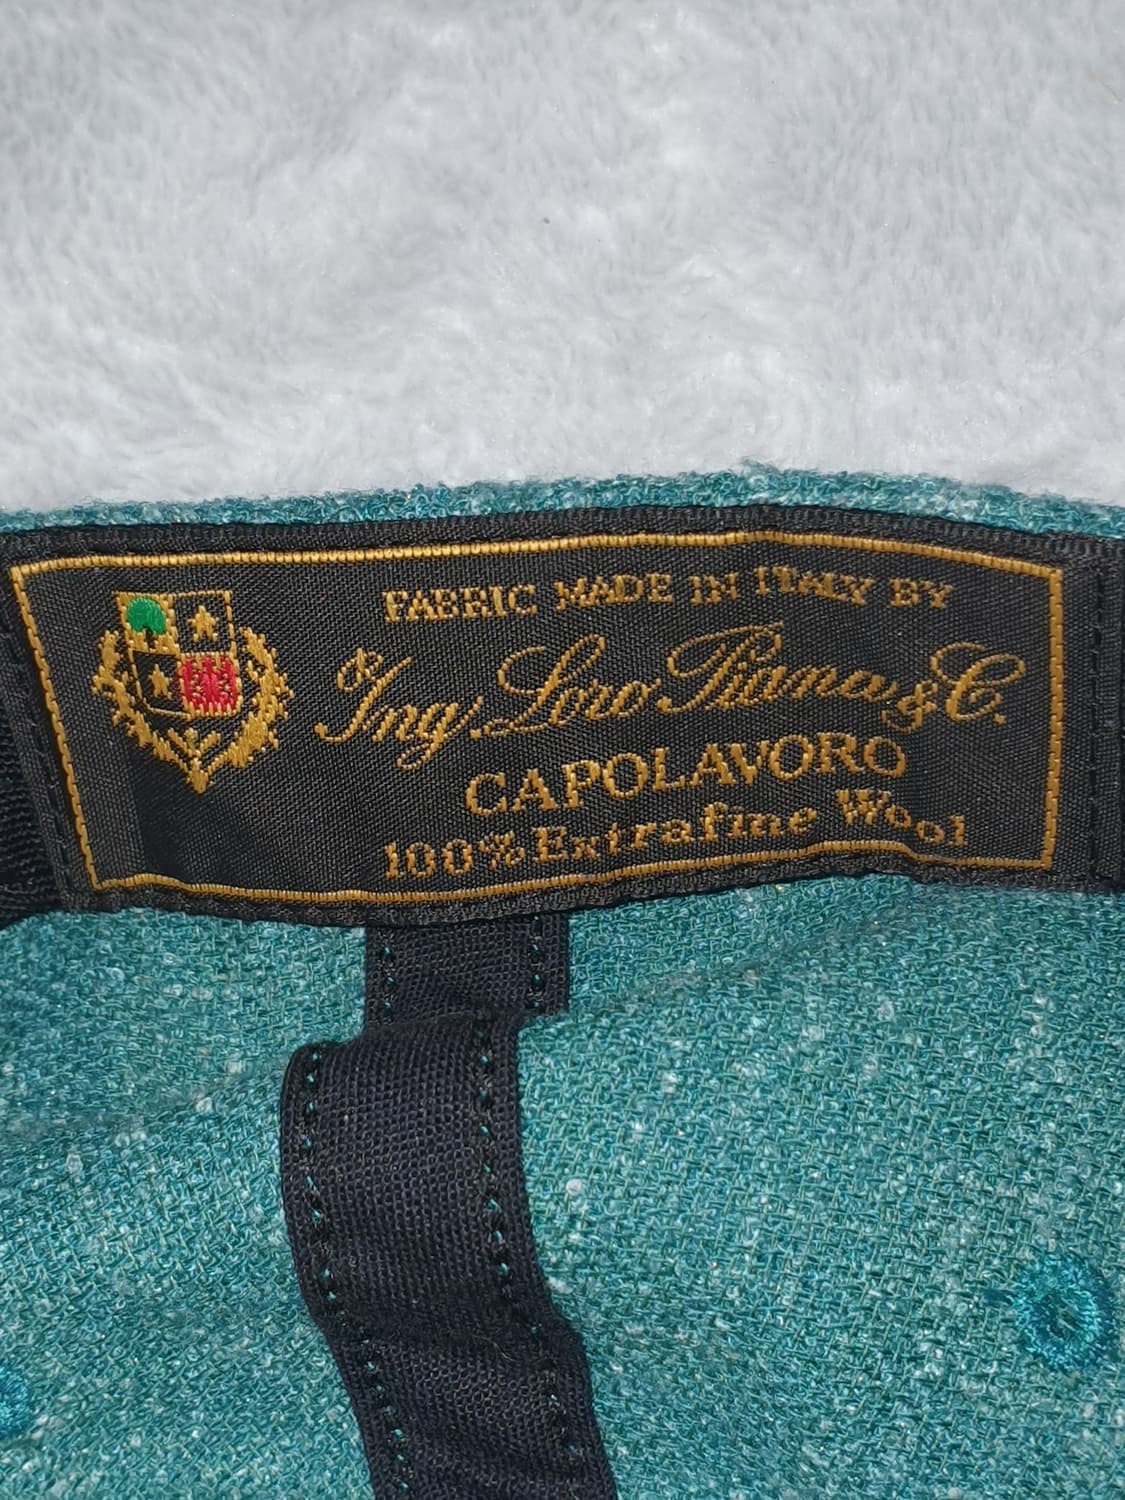 FABRIC MADE IN ITALY BY
Ing. Loro Piana & C.
CAPOLAVORO
100% Extrafine Wool